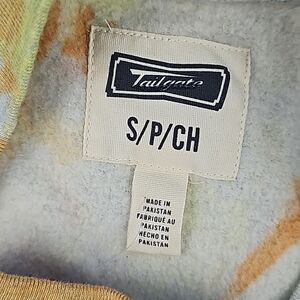 Tailgate
S/P/CH
MADE IN
PAKISTAN
FABRIQUÉ AU
PAKISTAN
HECHO EN
PAKISTAN